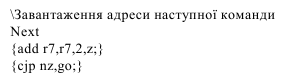 \Завантаження адреси наступної команди
Next
{add r7,r7,2,z;}
{cjp nz,go;}